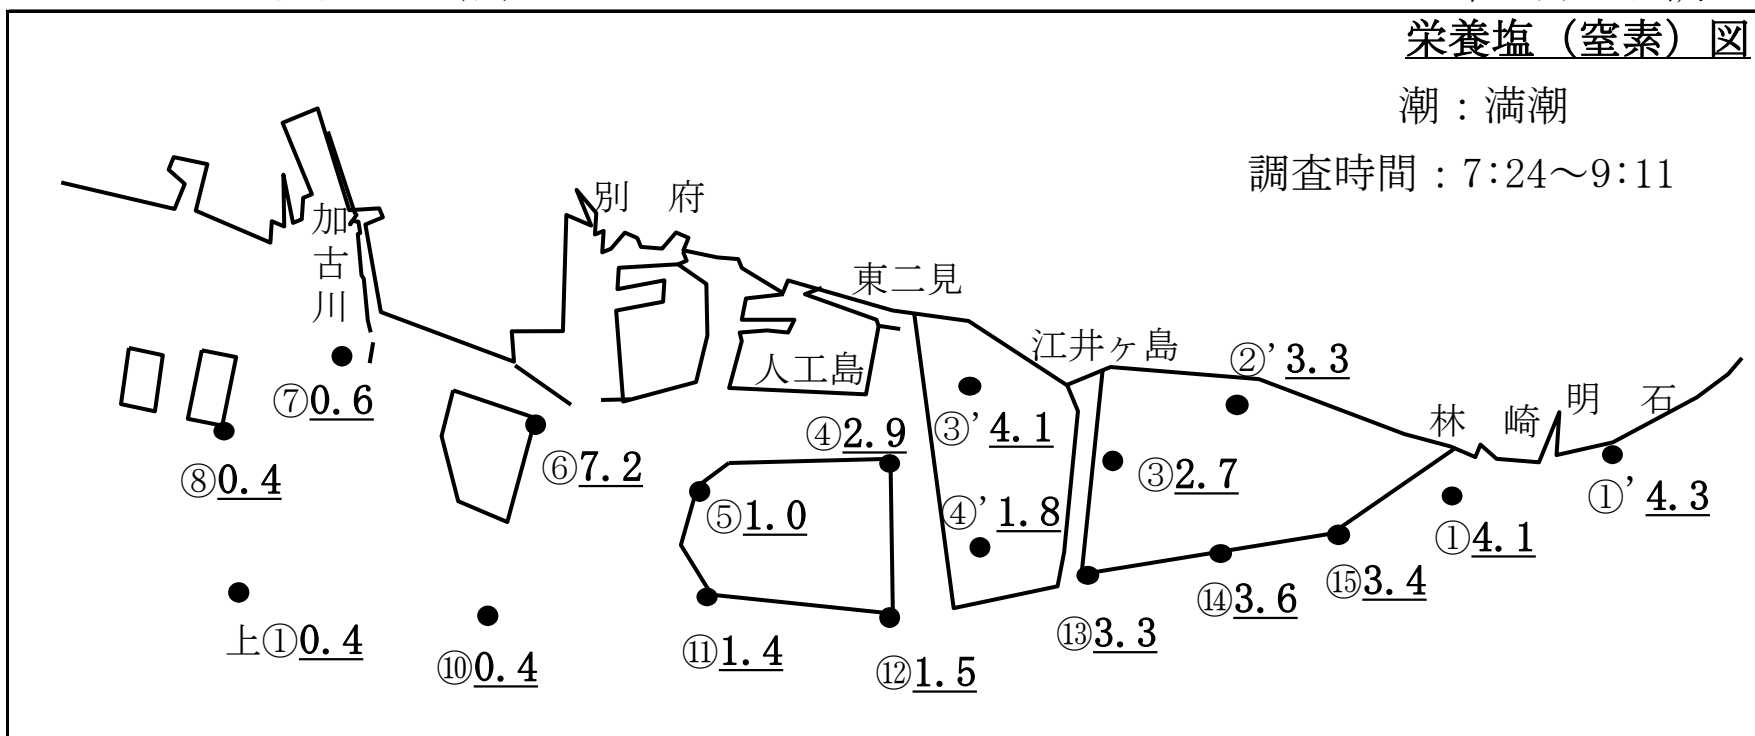 栄養塩（窒素）図
潮：満潮
調査時間：7:24～9:11
別　府
加古川
東二見
人工島
江井ヶ島
②' 3.3
林　崎
明　石
⑦0.6
⑧0.4
⑥7.2
④2.9
③' 4.1
③2.7
⑤1.0
④' 1.8
①' 4.3
①4.1
⑮3.4
⑭3.6
⑬3.3
上①0.4
⑩0.4
⑪1.4
⑫1.5